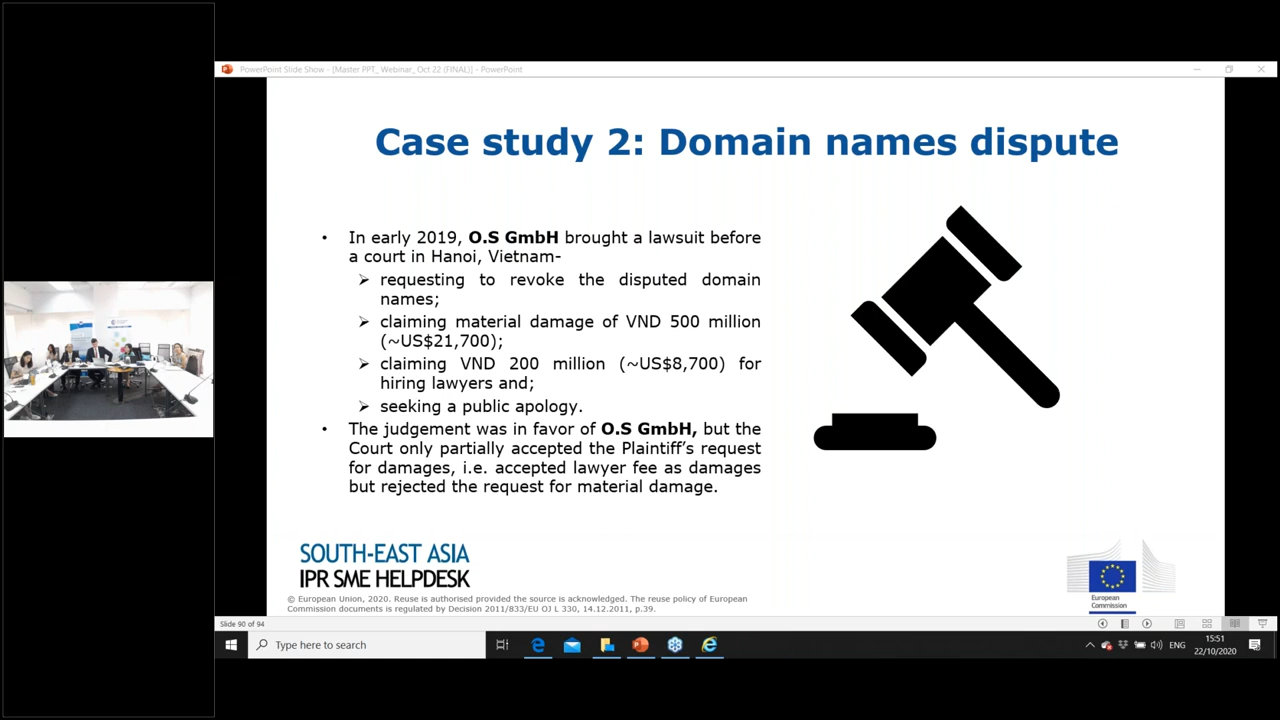 PowerPoint Slide Show - [Master PPT_ Webinar_ Oct 22 (FINAL)] - PowerPoint
Case study 2: Domain names dispute
• In early 2019, O.S GmbH brought a lawsuit before
a court in Hanoi, Vietnam-
➢ requesting to revoke the disputed domain
names;
➢ claiming material damage of VND 500 million
(~US$21,700);
➢ claiming VND 200 million (~US$8,700) for
hiring lawyers and;
➢ seeking a public apology.
• The judgement was in favor of O.S GmbH, but the
Court only partially accepted the Plaintiff's request
for damages, i.e. accepted lawyer fee as damages
but rejected the request for material damage.
SOUTH-EAST ASIA
IPR SME HELPDESK
© European Union, 2020. Reuse is authorised provided the source is acknowledged. The reuse policy of European
Commission documents is regulated by Decision 2011/833/EU OJ L 330, 14.12.2011, p.39.
European
Commission
Slide 90 of 94
Type here to search
ENG
15:51
22/10/2020